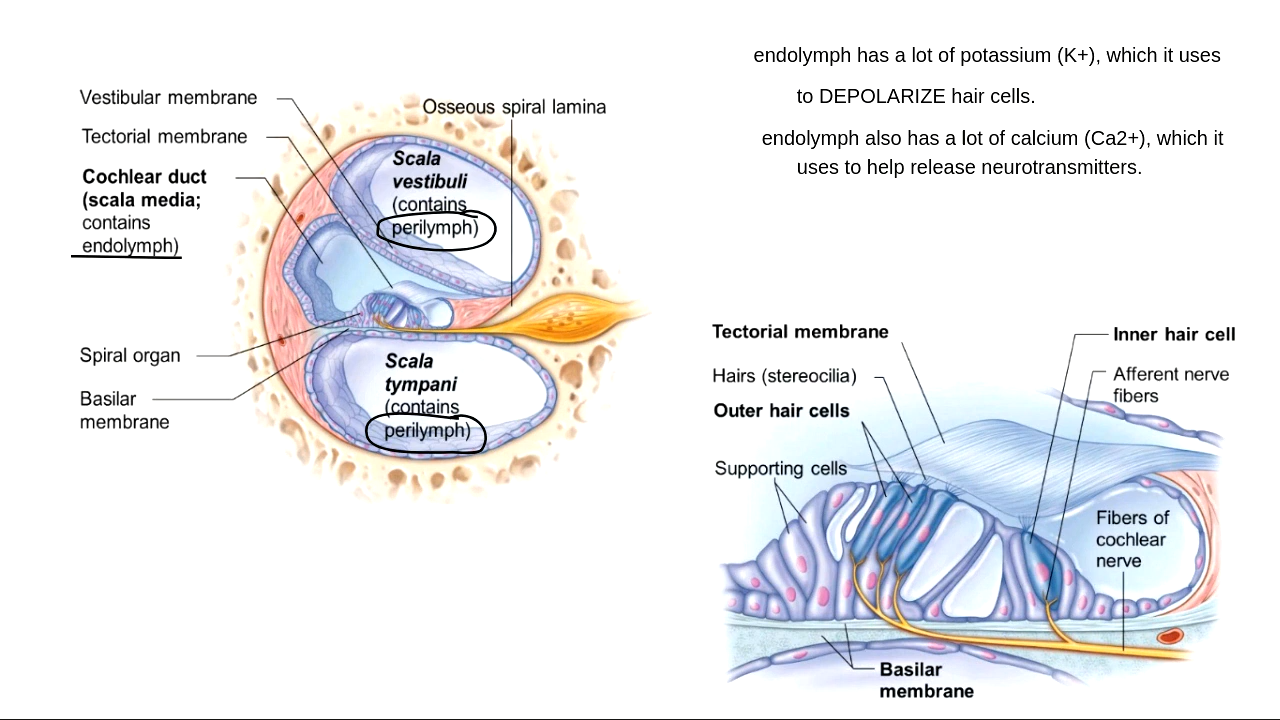 endolymph has a lot of potassium (K+), which it uses
to DEPOLARIZE hair cells.
endolymph also has a lot of calcium (Ca2+), which it
uses to help release neurotransmitters.
Vestibular membrane
Osseous spiral lamina
Tectorial membrane
Cochlear duct
(scala media;
contains
endolymph)
Scala
vestibuli
(contains
perilymph)
Spiral organ
Basilar
membrane
Scala
tympani
(contains
perilymph)
Tectorial membrane
Hairs (stereocilia)
Outer hair cells
Supporting cells
Inner hair cell
Afferent nerve
fibers
Fibers of
cochlear
nerve
Basilar
membrane